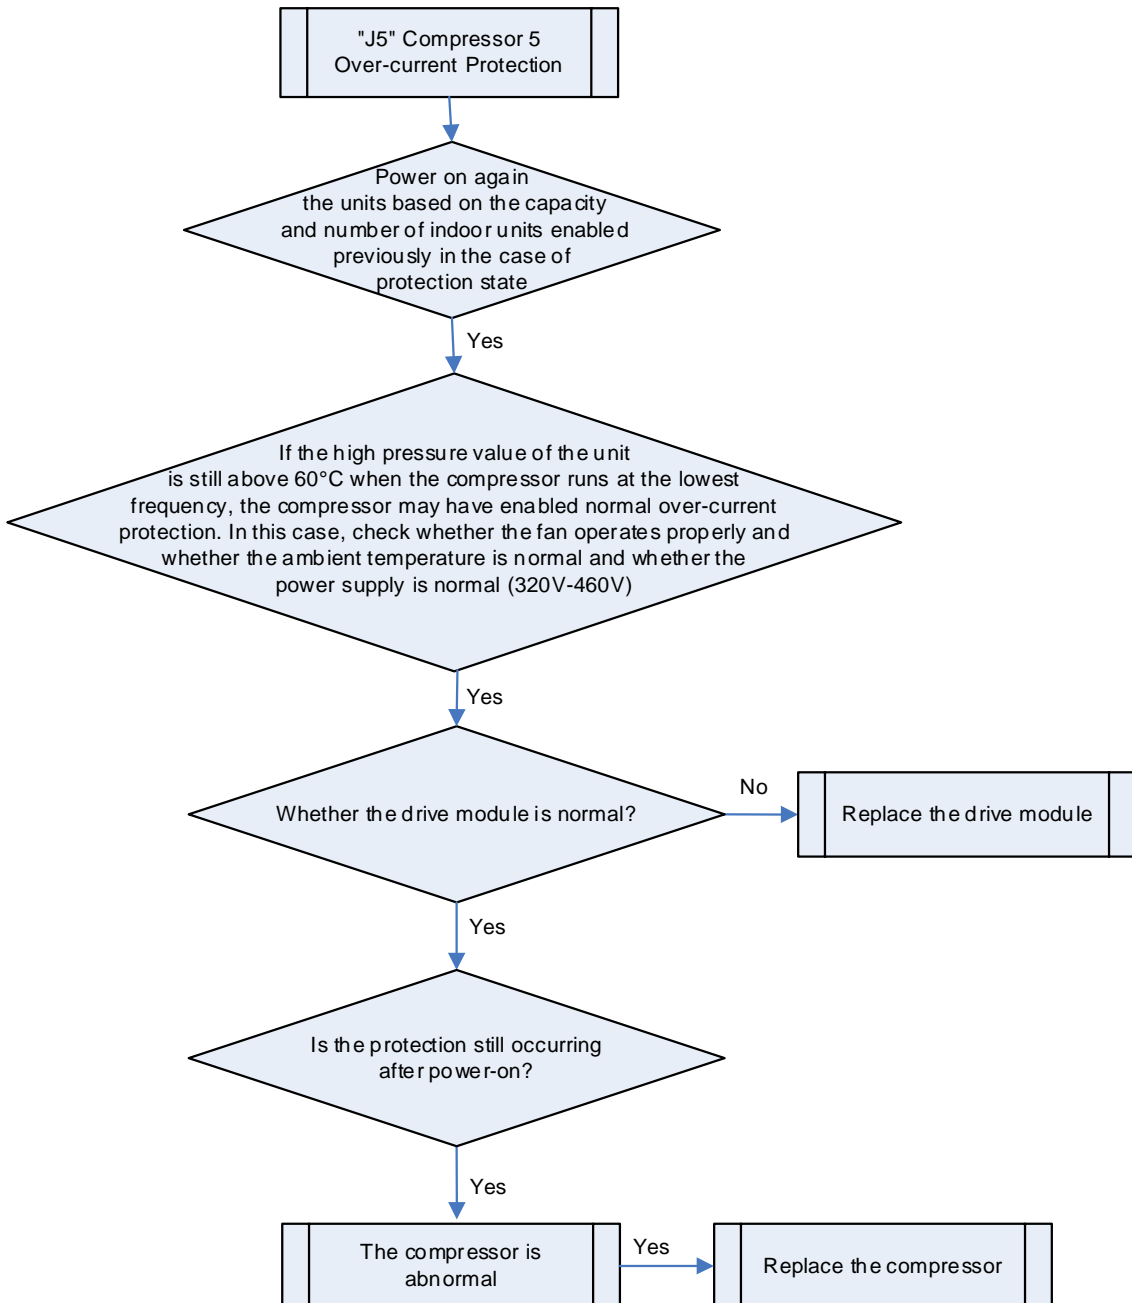 "J5" Compressor 5
Over-current Protection
Power on again
the units based on the capacity
and number of indoor units enabled
previously in the case of
protection state
Yes
If the high pressure value of the unit
is still above 60°C when the compressor runs at the lowest
frequency, the compressor may have enabled normal over-current
protection. In this case, check whether the fan operates properly and
whether the ambient temperature is normal and whether the
power supply is normal (320V-460V)
Yes
Whether the drive module is normal?
No
Replace the drive module
Yes
Is the protection still occurring
after power-on?
Yes
The compressor is
abnormal
Yes
Replace the compressor